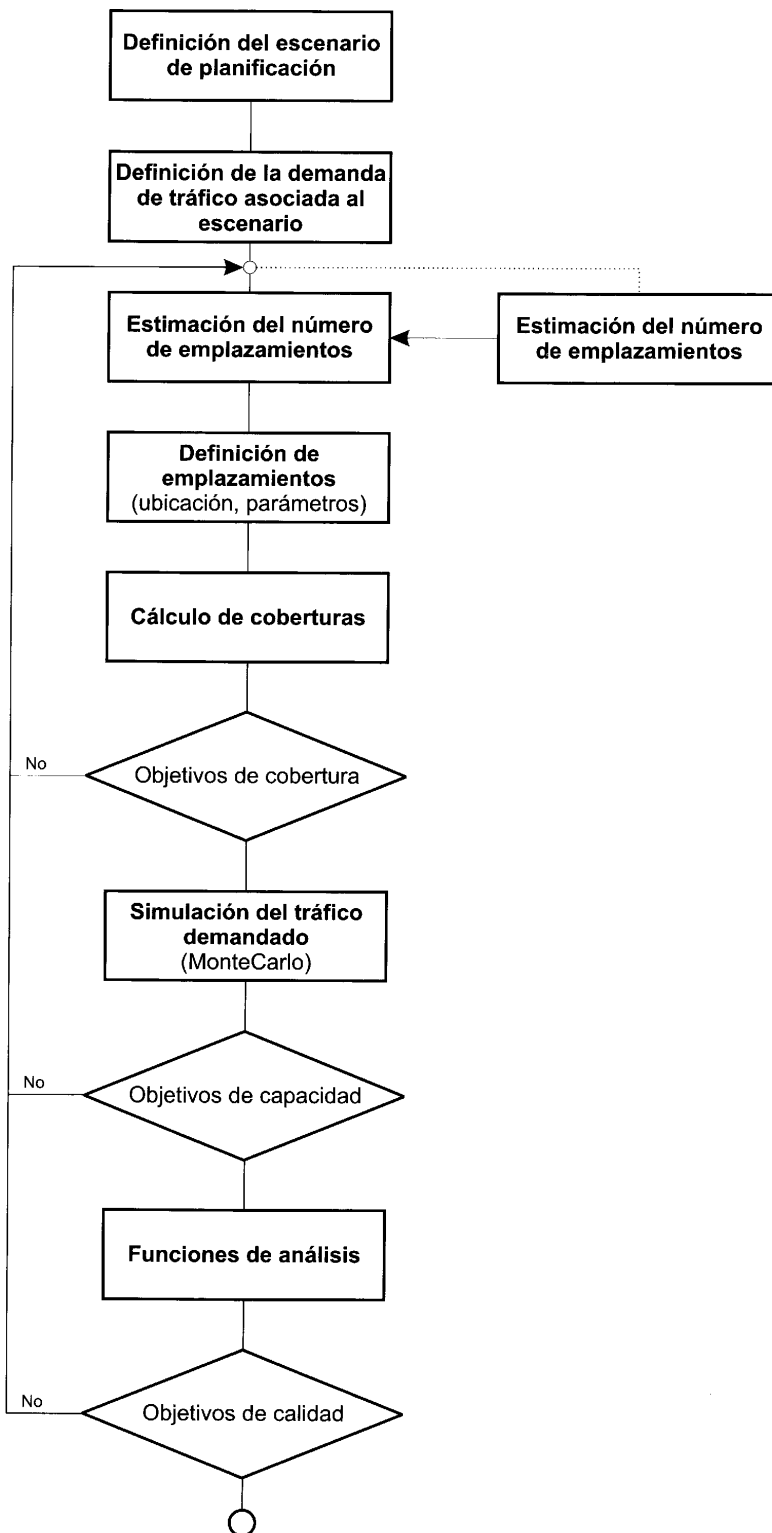 Definición del escenario
de planificación
Definición de la demanda
de tráfico asociada al
escenario
Estimación del número
de emplazamientos
Estimación del número
de emplazamientos
Definición de
emplazamientos
(ubicación, parámetros)
Cálculo de coberturas
No
Objetivos de cobertura
Simulación del tráfico
demandado
(MonteCarlo)
No
Objetivos de capacidad
Funciones de análisis
No
Objetivos de calidad